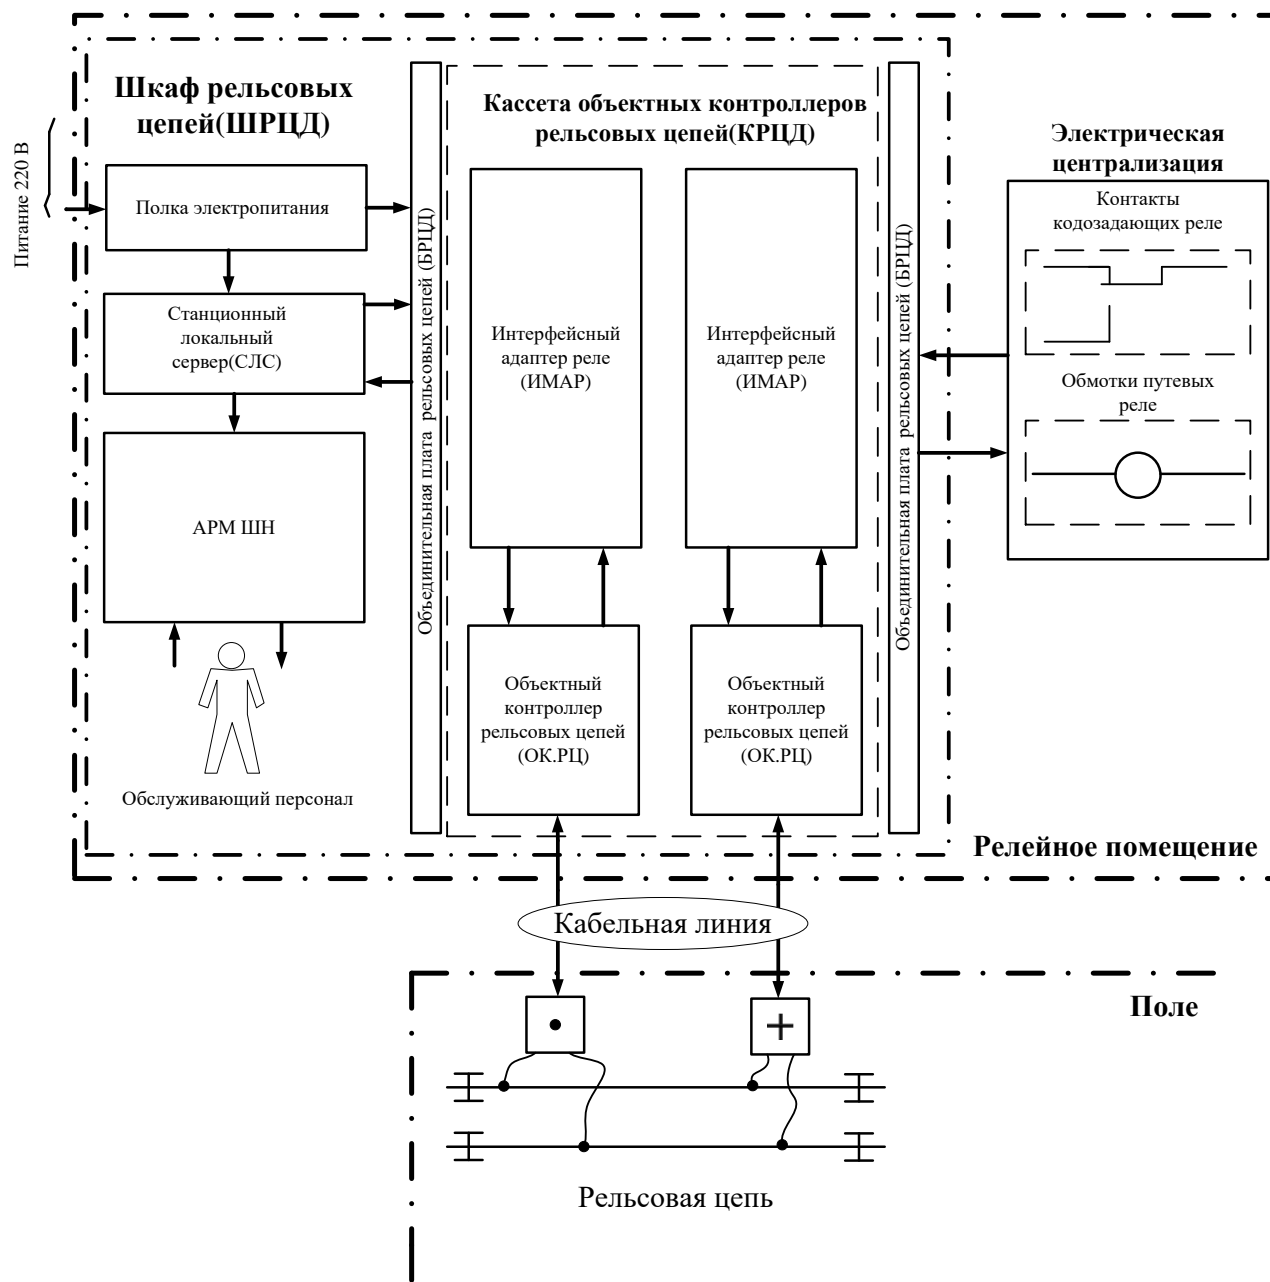 Шкаф рельсовых
цепей(ШРЦД)
Питание 220 В
Полка электропитания
Станционный
локальный
сервер(СЛС)
АРМ ШН
Обслуживающий персонал
Объединительная плата рельсовых цепей (БРЦД)
Кассета объектных контроллеров
рельсовых цепей(КРЦД)
Интерфейсный
адаптер реле
(ИМАР)
Интерфейсный
адаптер реле
(ИМАР)
Объектный
контроллер
рельсовых цепей
(ОК.РЦ)
Объектный
контроллер
рельсовых цепей
(ОК.РЦ)
Объединительная плата рельсовых цепей (БРЦД)
Электрическая
централизация
Контакты
кодозадающих реле
Обмотки путевых
реле
Релейное помещение
Кабельная линия
Поле
Рельсовая цепь